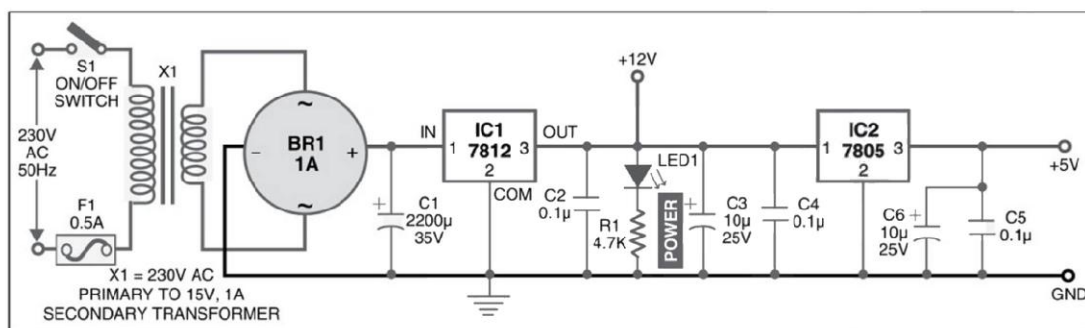 S1
ON/OFF
SWITCH
230V
AC
50Hz
F1
0.5A
X1
X1 = 230V AC
PRIMARY TO 15V, 1A
SECONDARY TRANSFORMER
~
− BR1 +
1A
~
+ C1
2200µ
35V
IN
IC1
1 7812 3
2
OUT
COM
C2
0.1µ
+12V
LED1
R1
4.7K
POWER
+ C3
10µ
25V
C4
0.1µ
IC2
1 7805 3
2
C6 +
10µ
25V
C5
0.1µ
+5V
GND